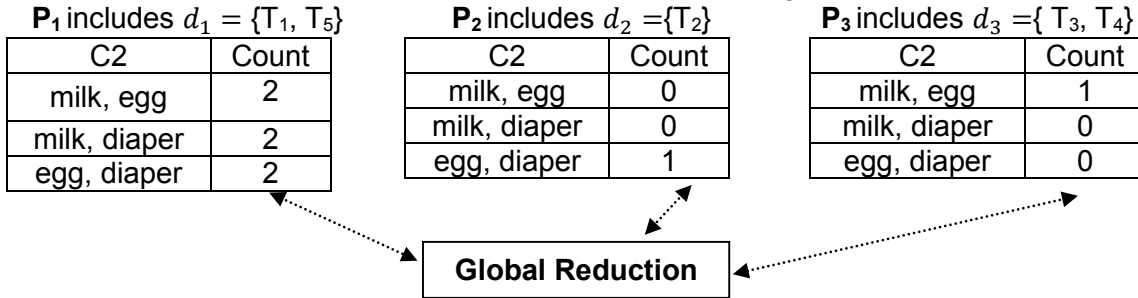 P₁ includes d₁ = {T₁, T₅} P₂ includes d₂ ={T₂} P₃ includes d₃ ={ T₃, T₄}
C2 Count C2 Count C2 Count
milk, egg 2 milk, egg 0 milk, egg 1
milk, diaper 2 milk, diaper 0 milk, diaper 0
egg, diaper 2 egg, diaper 1 egg, diaper 0
Global Reduction